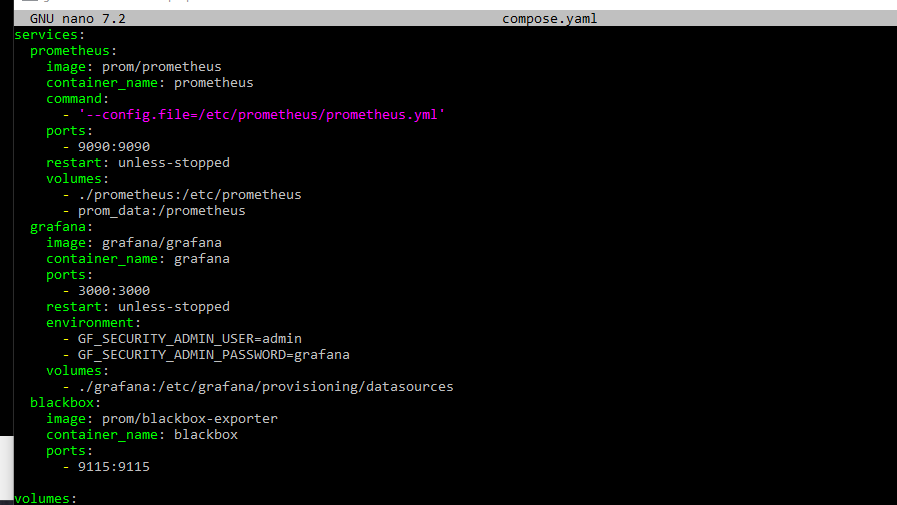 GNU nano 7.2 compose.yaml
services:
  prometheus:
    image: prom/prometheus
    container_name: prometheus
    command:
      - '--config.file=/etc/prometheus/prometheus.yml'
    ports:
      - 9090:9090
    restart: unless-stopped
    volumes:
      - ./prometheus:/etc/prometheus
      - prom_data:/prometheus
  grafana:
    image: grafana/grafana
    container_name: grafana
    ports:
      - 3000:3000
    restart: unless-stopped
    environment:
      - GF_SECURITY_ADMIN_USER=admin
      - GF_SECURITY_ADMIN_PASSWORD=grafana
    volumes:
      - ./grafana:/etc/grafana/provisioning/datasources
  blackbox:
    image: prom/blackbox-exporter
    container_name: blackbox
    ports:
      - 9115:9115
volumes: